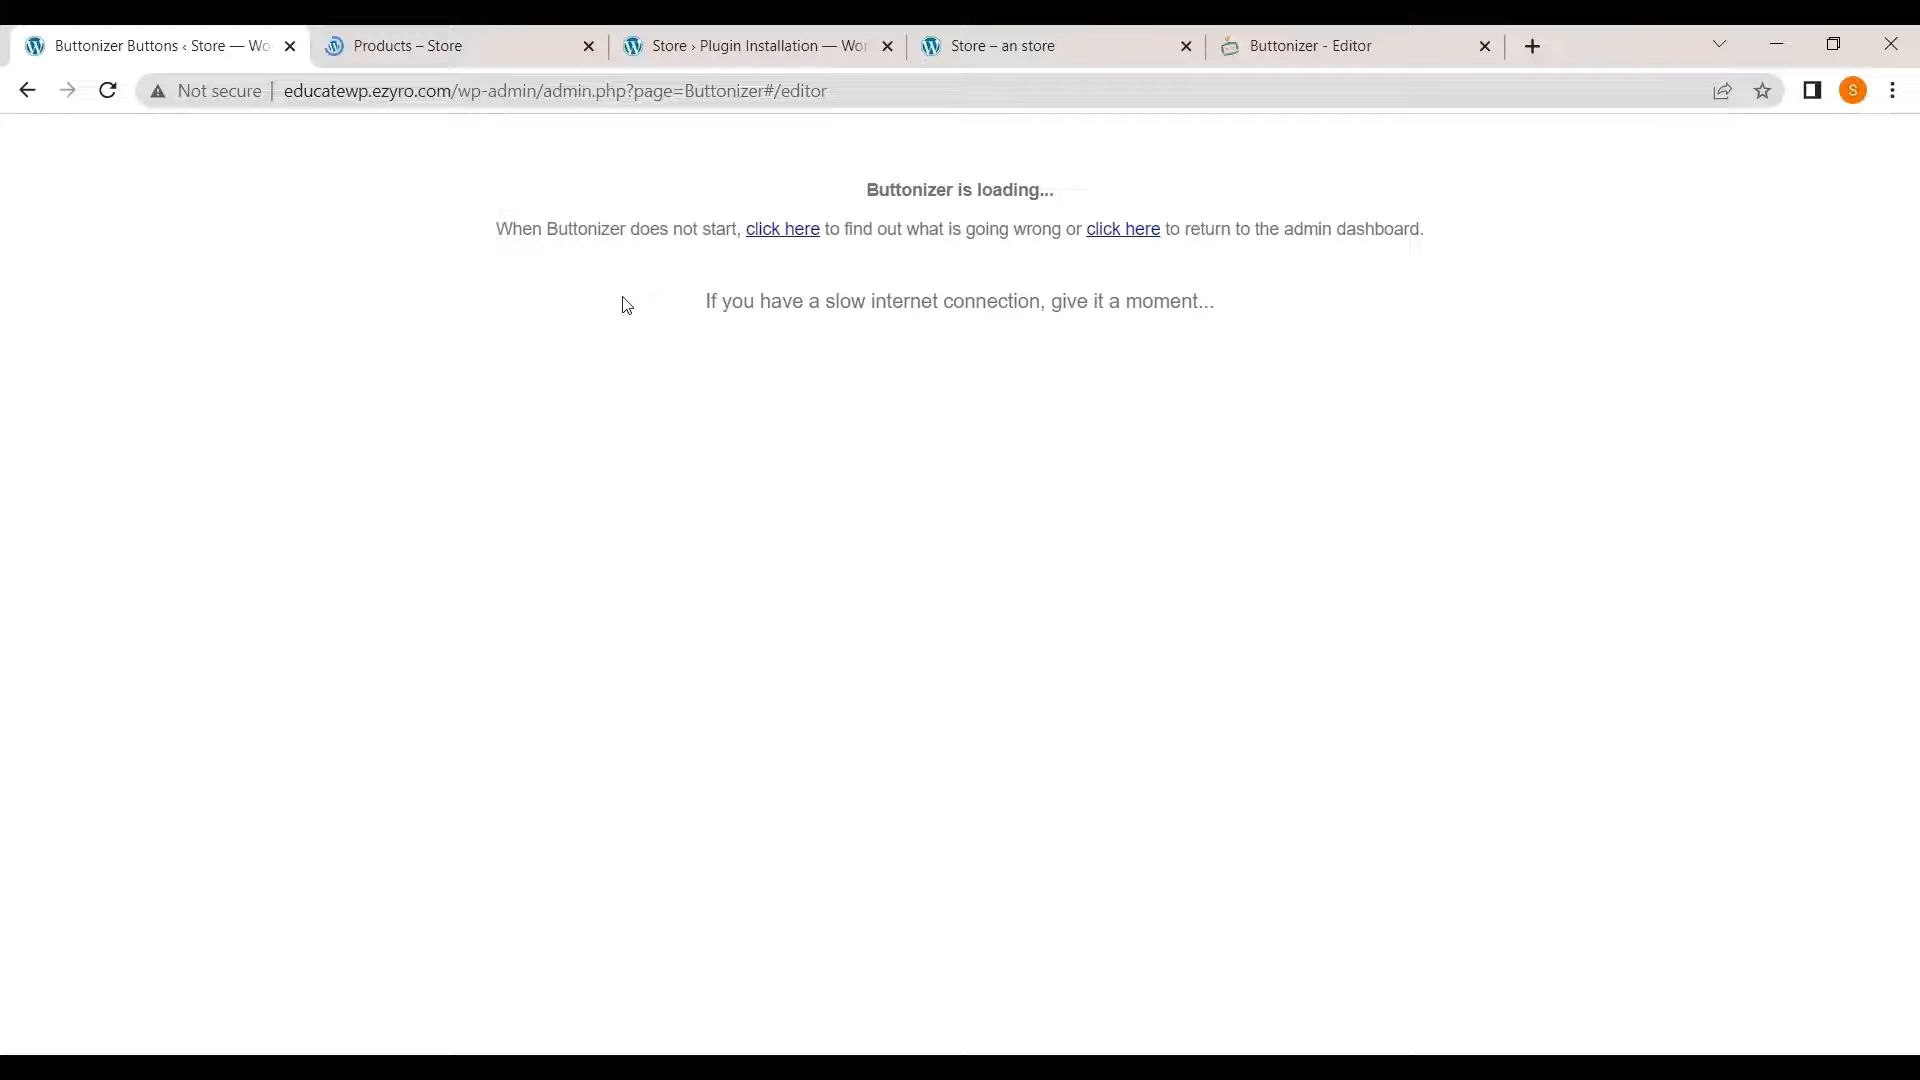 Buttonizer Buttons ‹ Store — Wo
Products – Store
Store › Plugin Installation — Wor
Store – an store
Buttonizer - Editor
Not secure
educatewp.ezyro.com/wp-admin/admin.php?page=Buttonizer#/editor
S
Buttonizer is loading...
When Buttonizer does not start, click here to find out what is going wrong or click here to return to the admin dashboard.
If you have a slow internet connection, give it a moment...